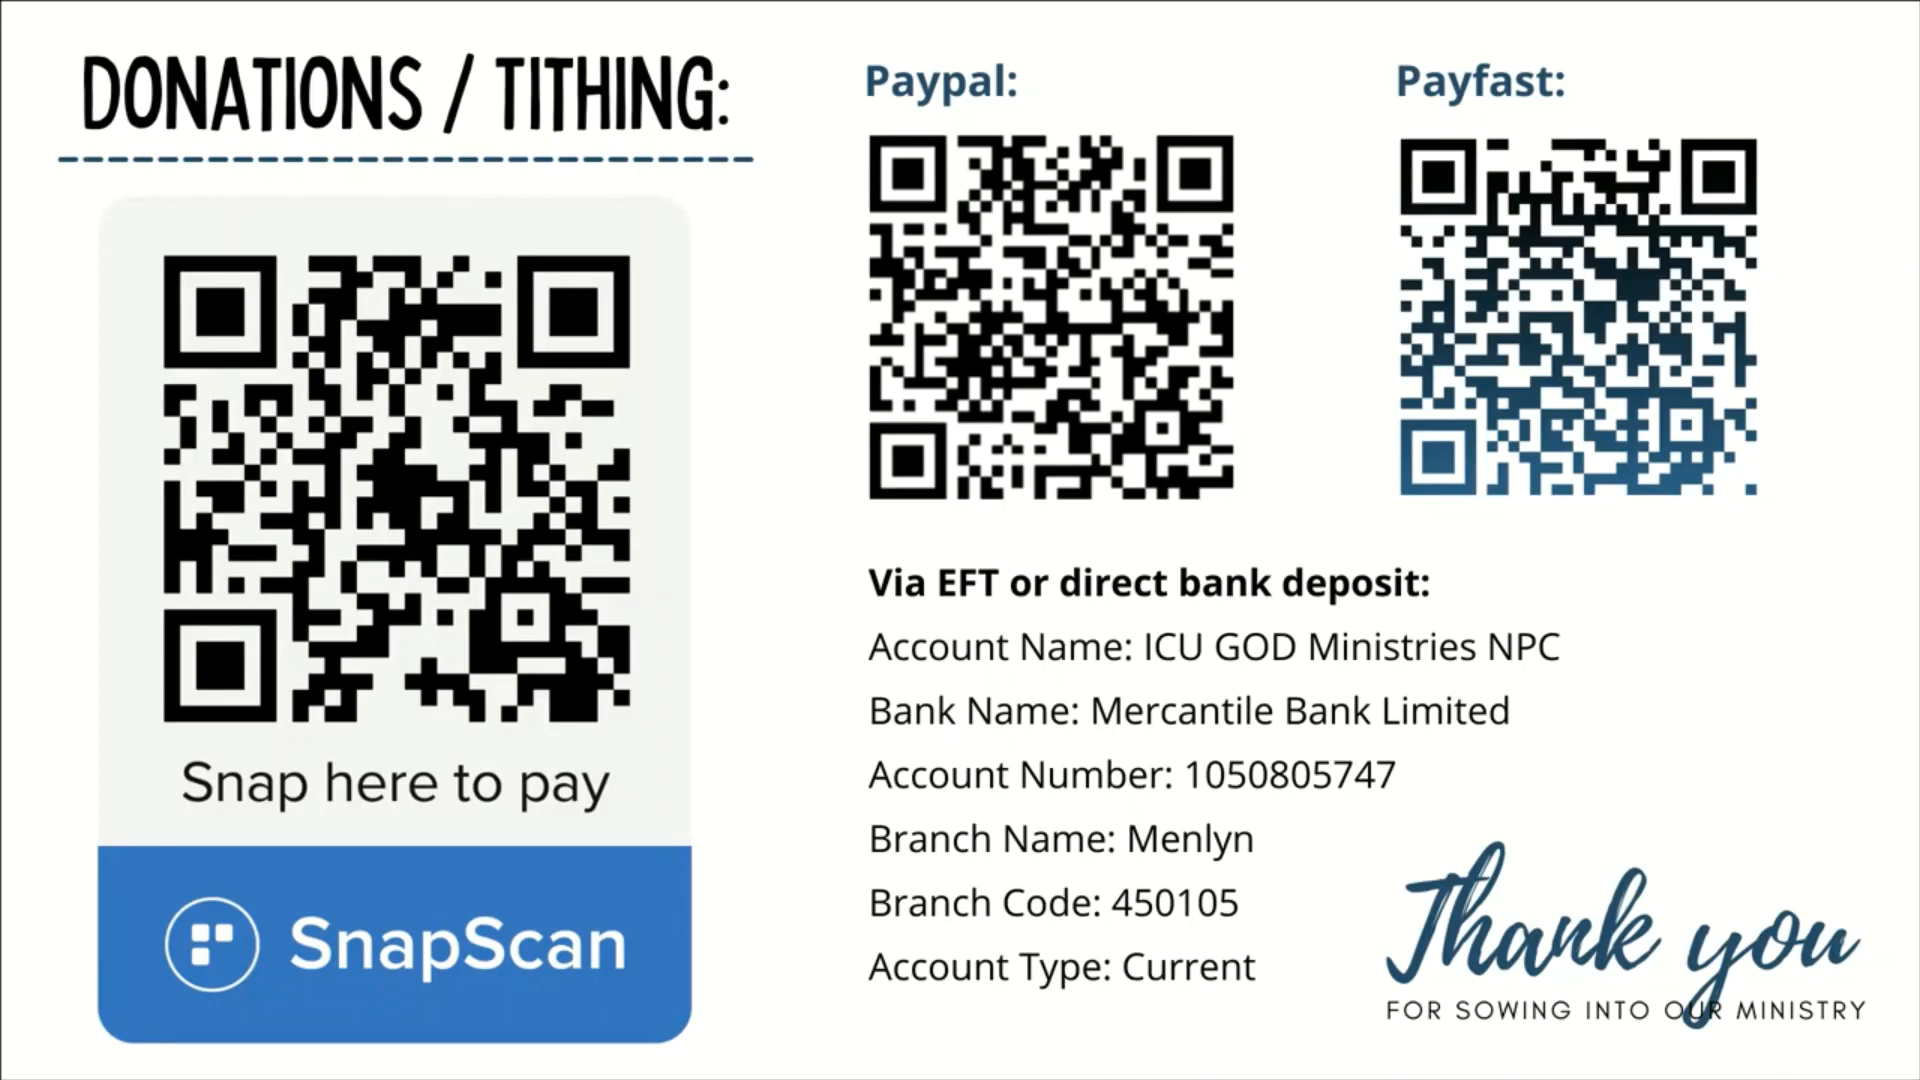 DONATIONS / TITHING:
Snap here to pay
SnapScan
Paypal:
Payfast:
Via EFT or direct bank deposit:
Account Name: ICU GOD Ministries NPC
Bank Name: Mercantile Bank Limited
Account Number: 1050805747
Branch Name: Menlyn
Branch Code: 450105
Account Type: Current
Thank you
FOR SOWING INTO OUR MINISTRY